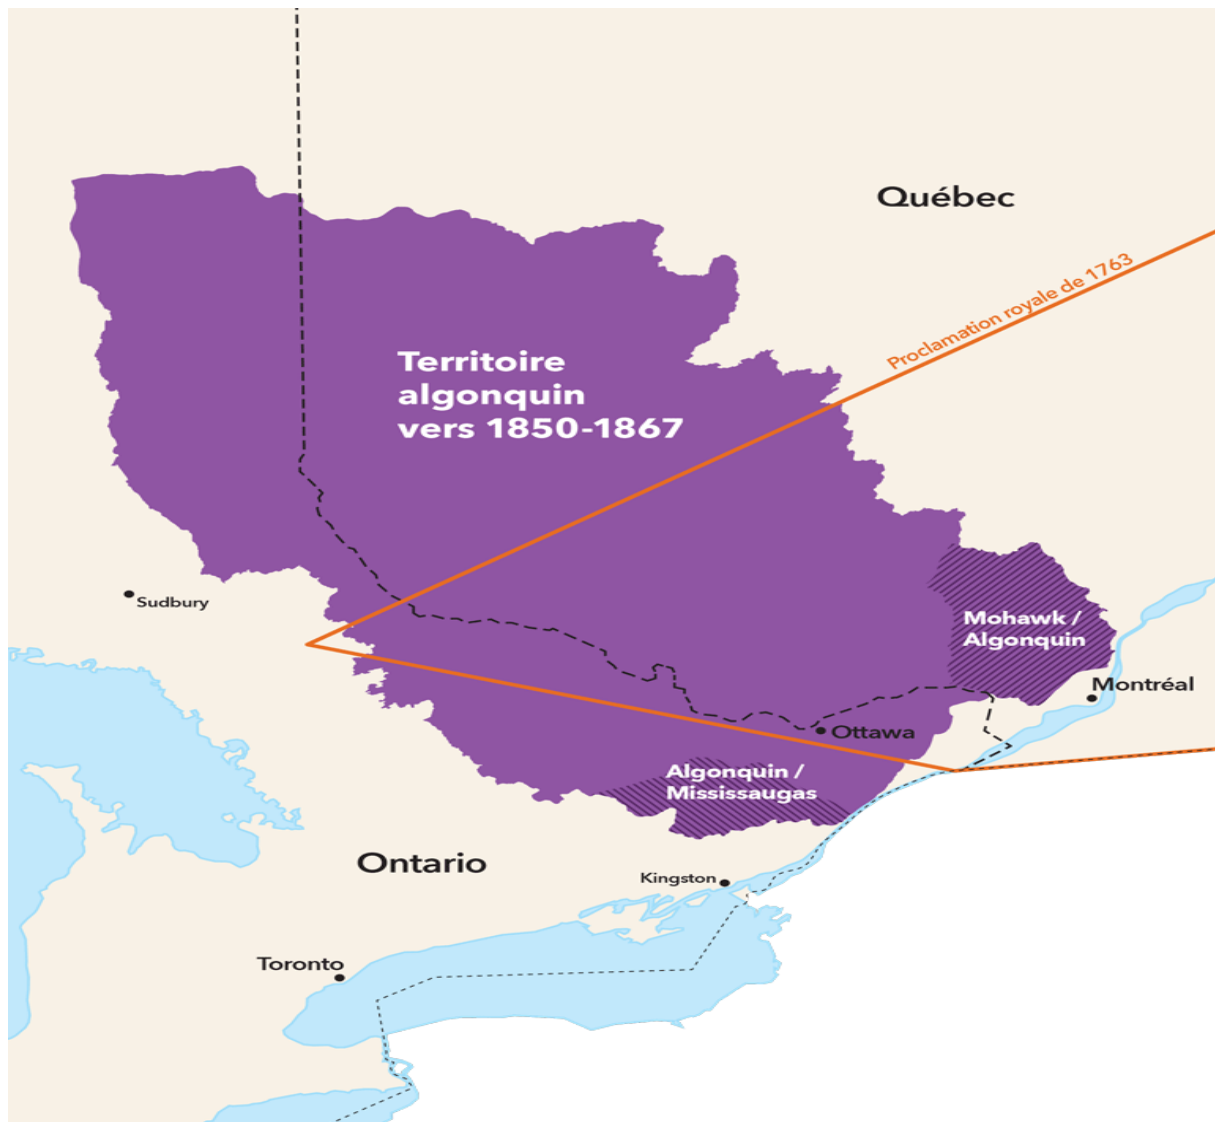 Québec
Proclamation royale de 1763
Territoire
algonquin
vers 1850-1867
Sudbury
Mohawk /
Algonquin
Montréal
Ottawa
Algonquin /
Mississaugas
Ontario
Kingston
Toronto